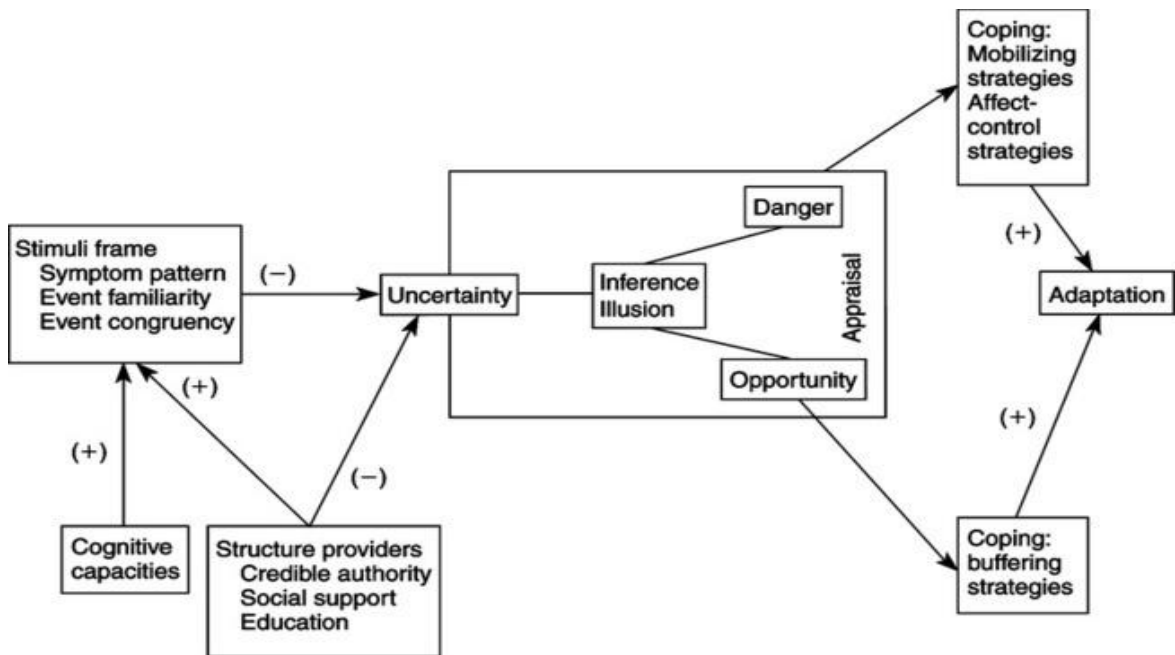 Coping:
Mobilizing
strategies
Affect-
control
strategies
Danger
(+)
Stimuli frame
Symptom pattern
Event familiarity
Event congruency
(−)
Uncertainty
Inference
Illusion
Appraisal
Adaptation
Opportunity
(+)
(+)
(+)
(−)
Cognitive
capacities
Structure providers
Credible authority
Social support
Education
Coping:
buffering
strategies